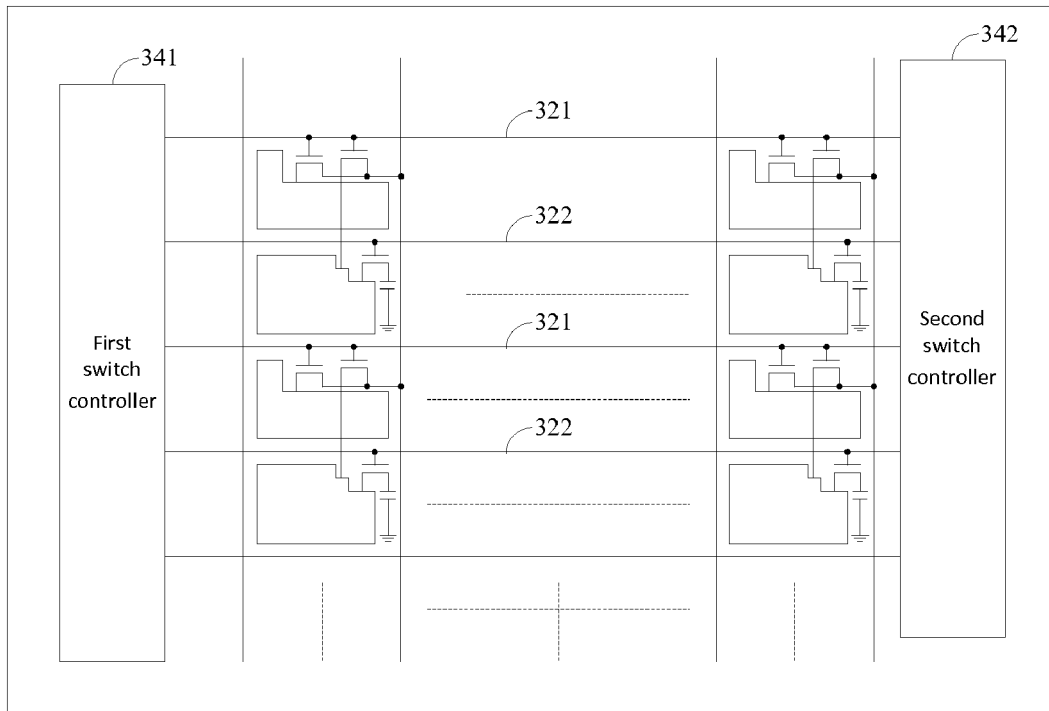 341
342
321
322
321
First
switch
controller
Second
switch
controller
322